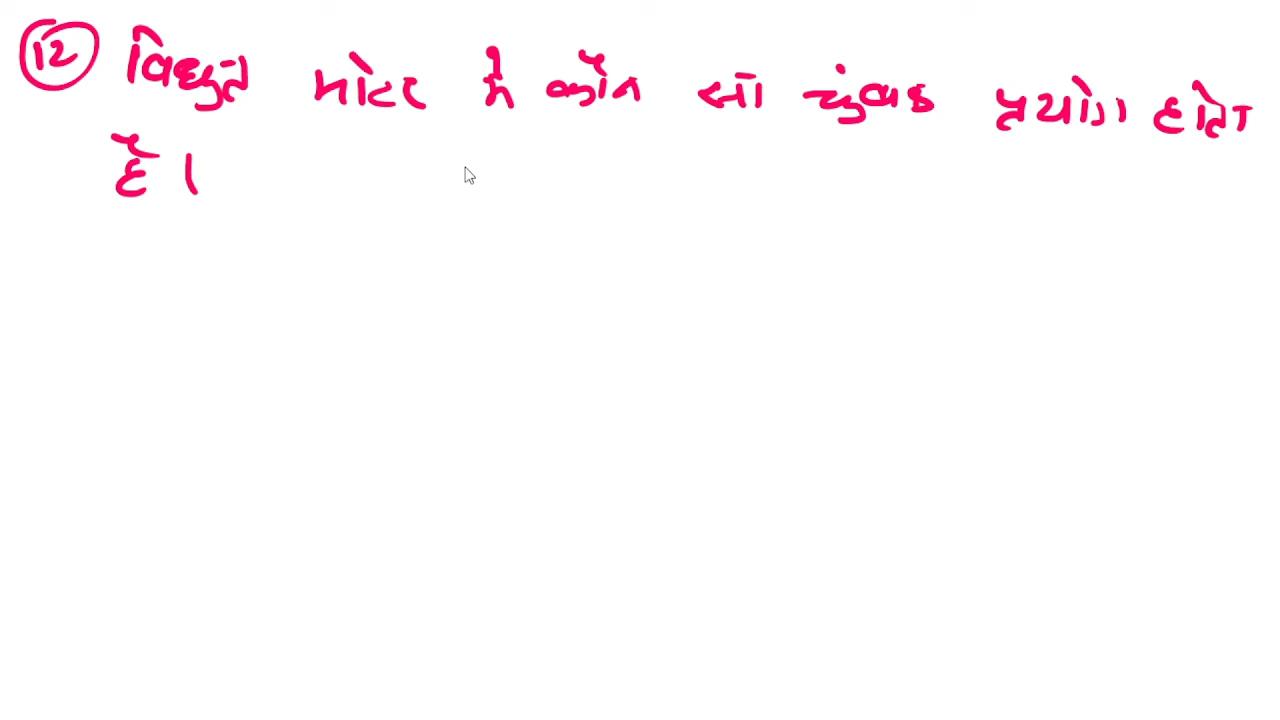 12 विद्युत मोटर में कौन सा चुंबक प्रयोग होता
है।